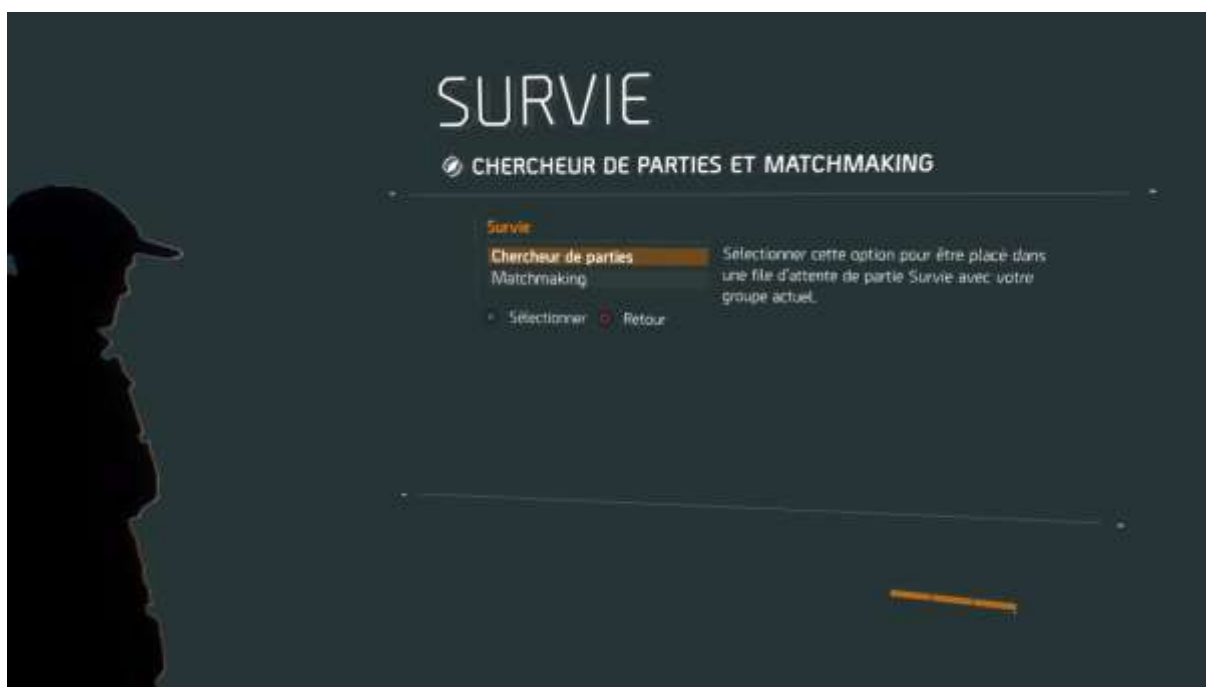 SURVIE
CHERCHEUR DE PARTIES ET MATCHMAKING
Survie
Chercheur de parties
Matchmaking
Sélectionner Retour
Sélectionner cette option pour être placé dans
une file d'attente de partie Survie avec votre
groupe actuel.